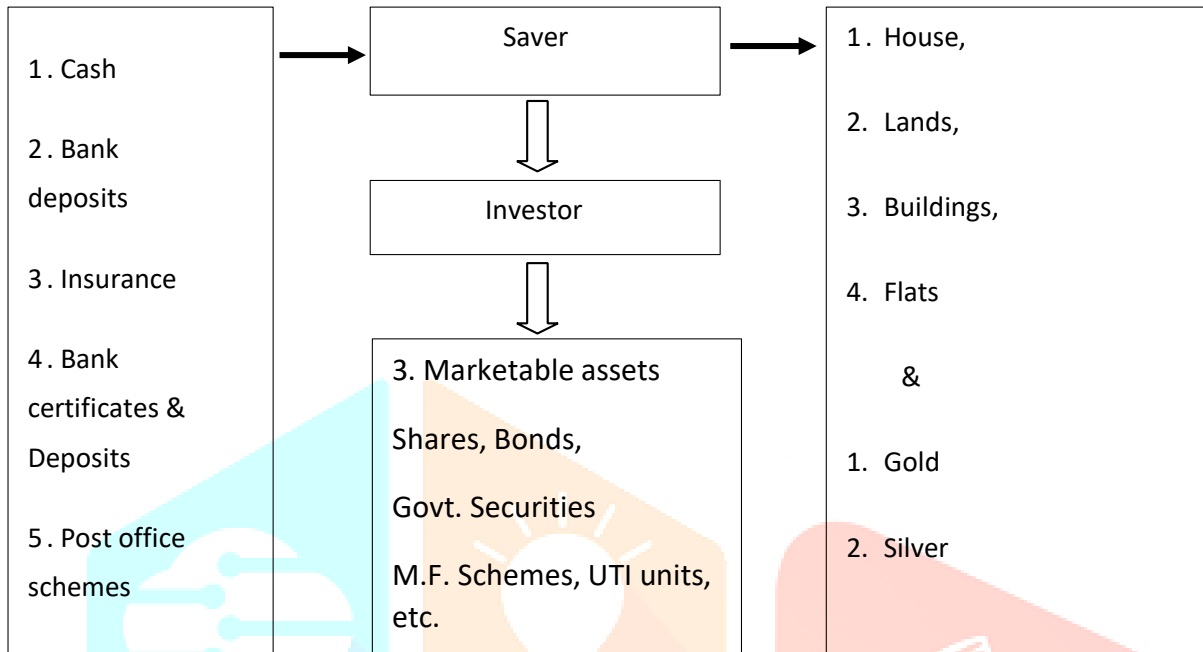 1. Cash
2. Bank
deposits
3. Insurance
4. Bank
certificates &
Deposits
5. Post office
schemes
Saver
Investor
3. Marketable assets
Shares, Bonds,
Govt. Securities
M.F. Schemes, UTI units,
etc.
1. House,
2. Lands,
3. Buildings,
4. Flats
&
1. Gold
2. Silver